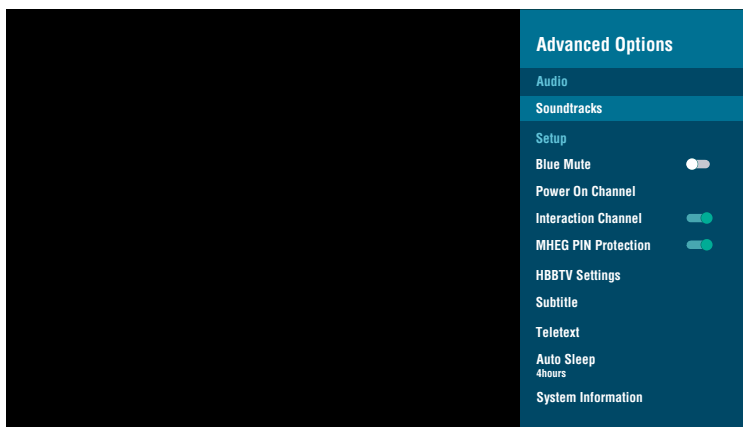 Advanced Options
Audio
Soundtracks
Setup
Blue Mute
Power On Channel
Interaction Channel
MHEG PIN Protection
HBBTV Settings
Subtitle
Teletext
Auto Sleep
4hours
System Information